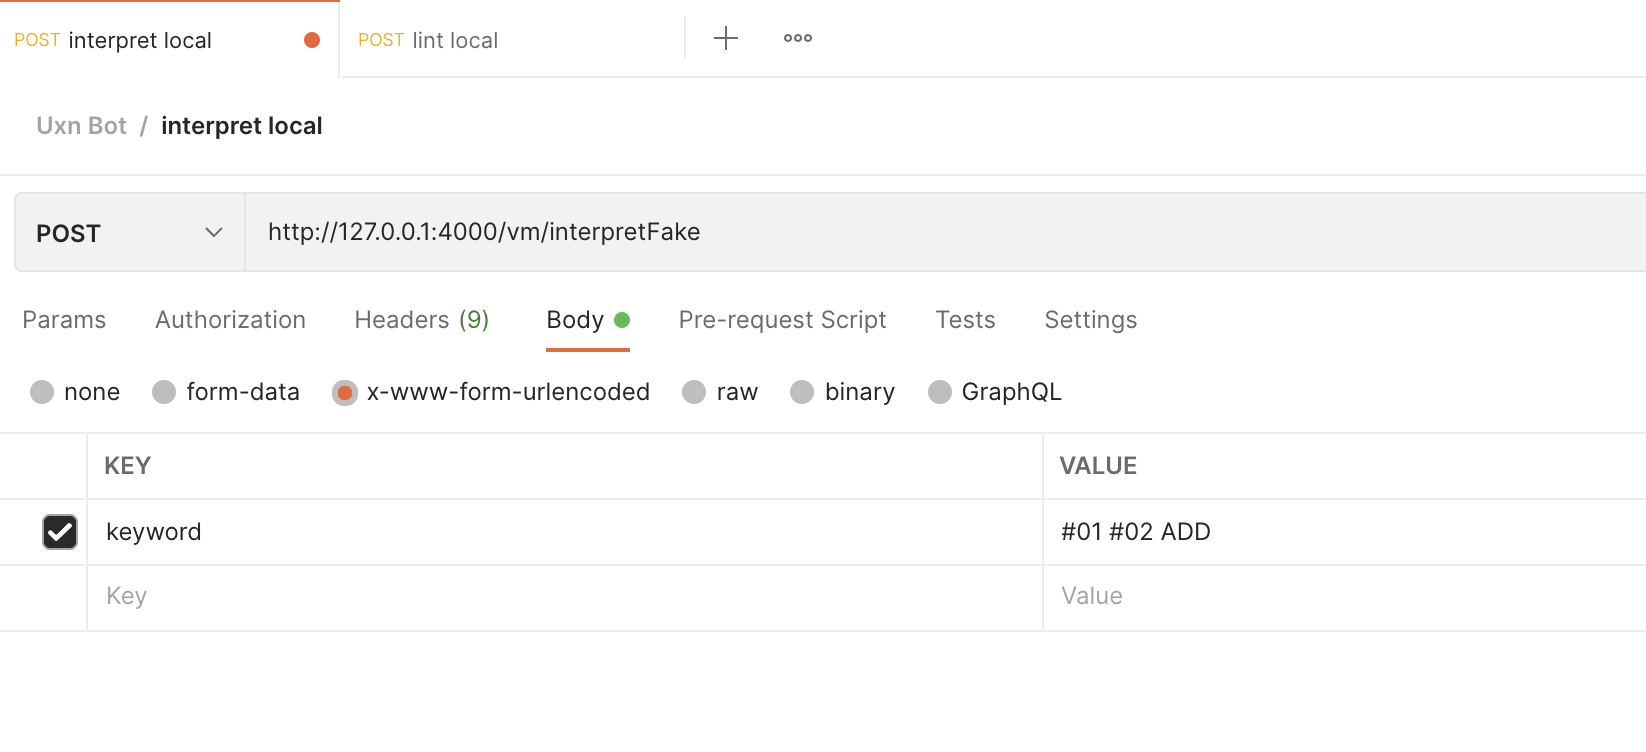 POST interpret local POST lint local
Uxn Bot / interpret local
POST http://127.0.0.1:4000/vm/interpretFake
Params Authorization Headers (9) Body Pre-request Script Tests Settings
none form-data x-www-form-urlencoded raw binary GraphQL
KEY VALUE
keyword #01 #02 ADD
Key Value